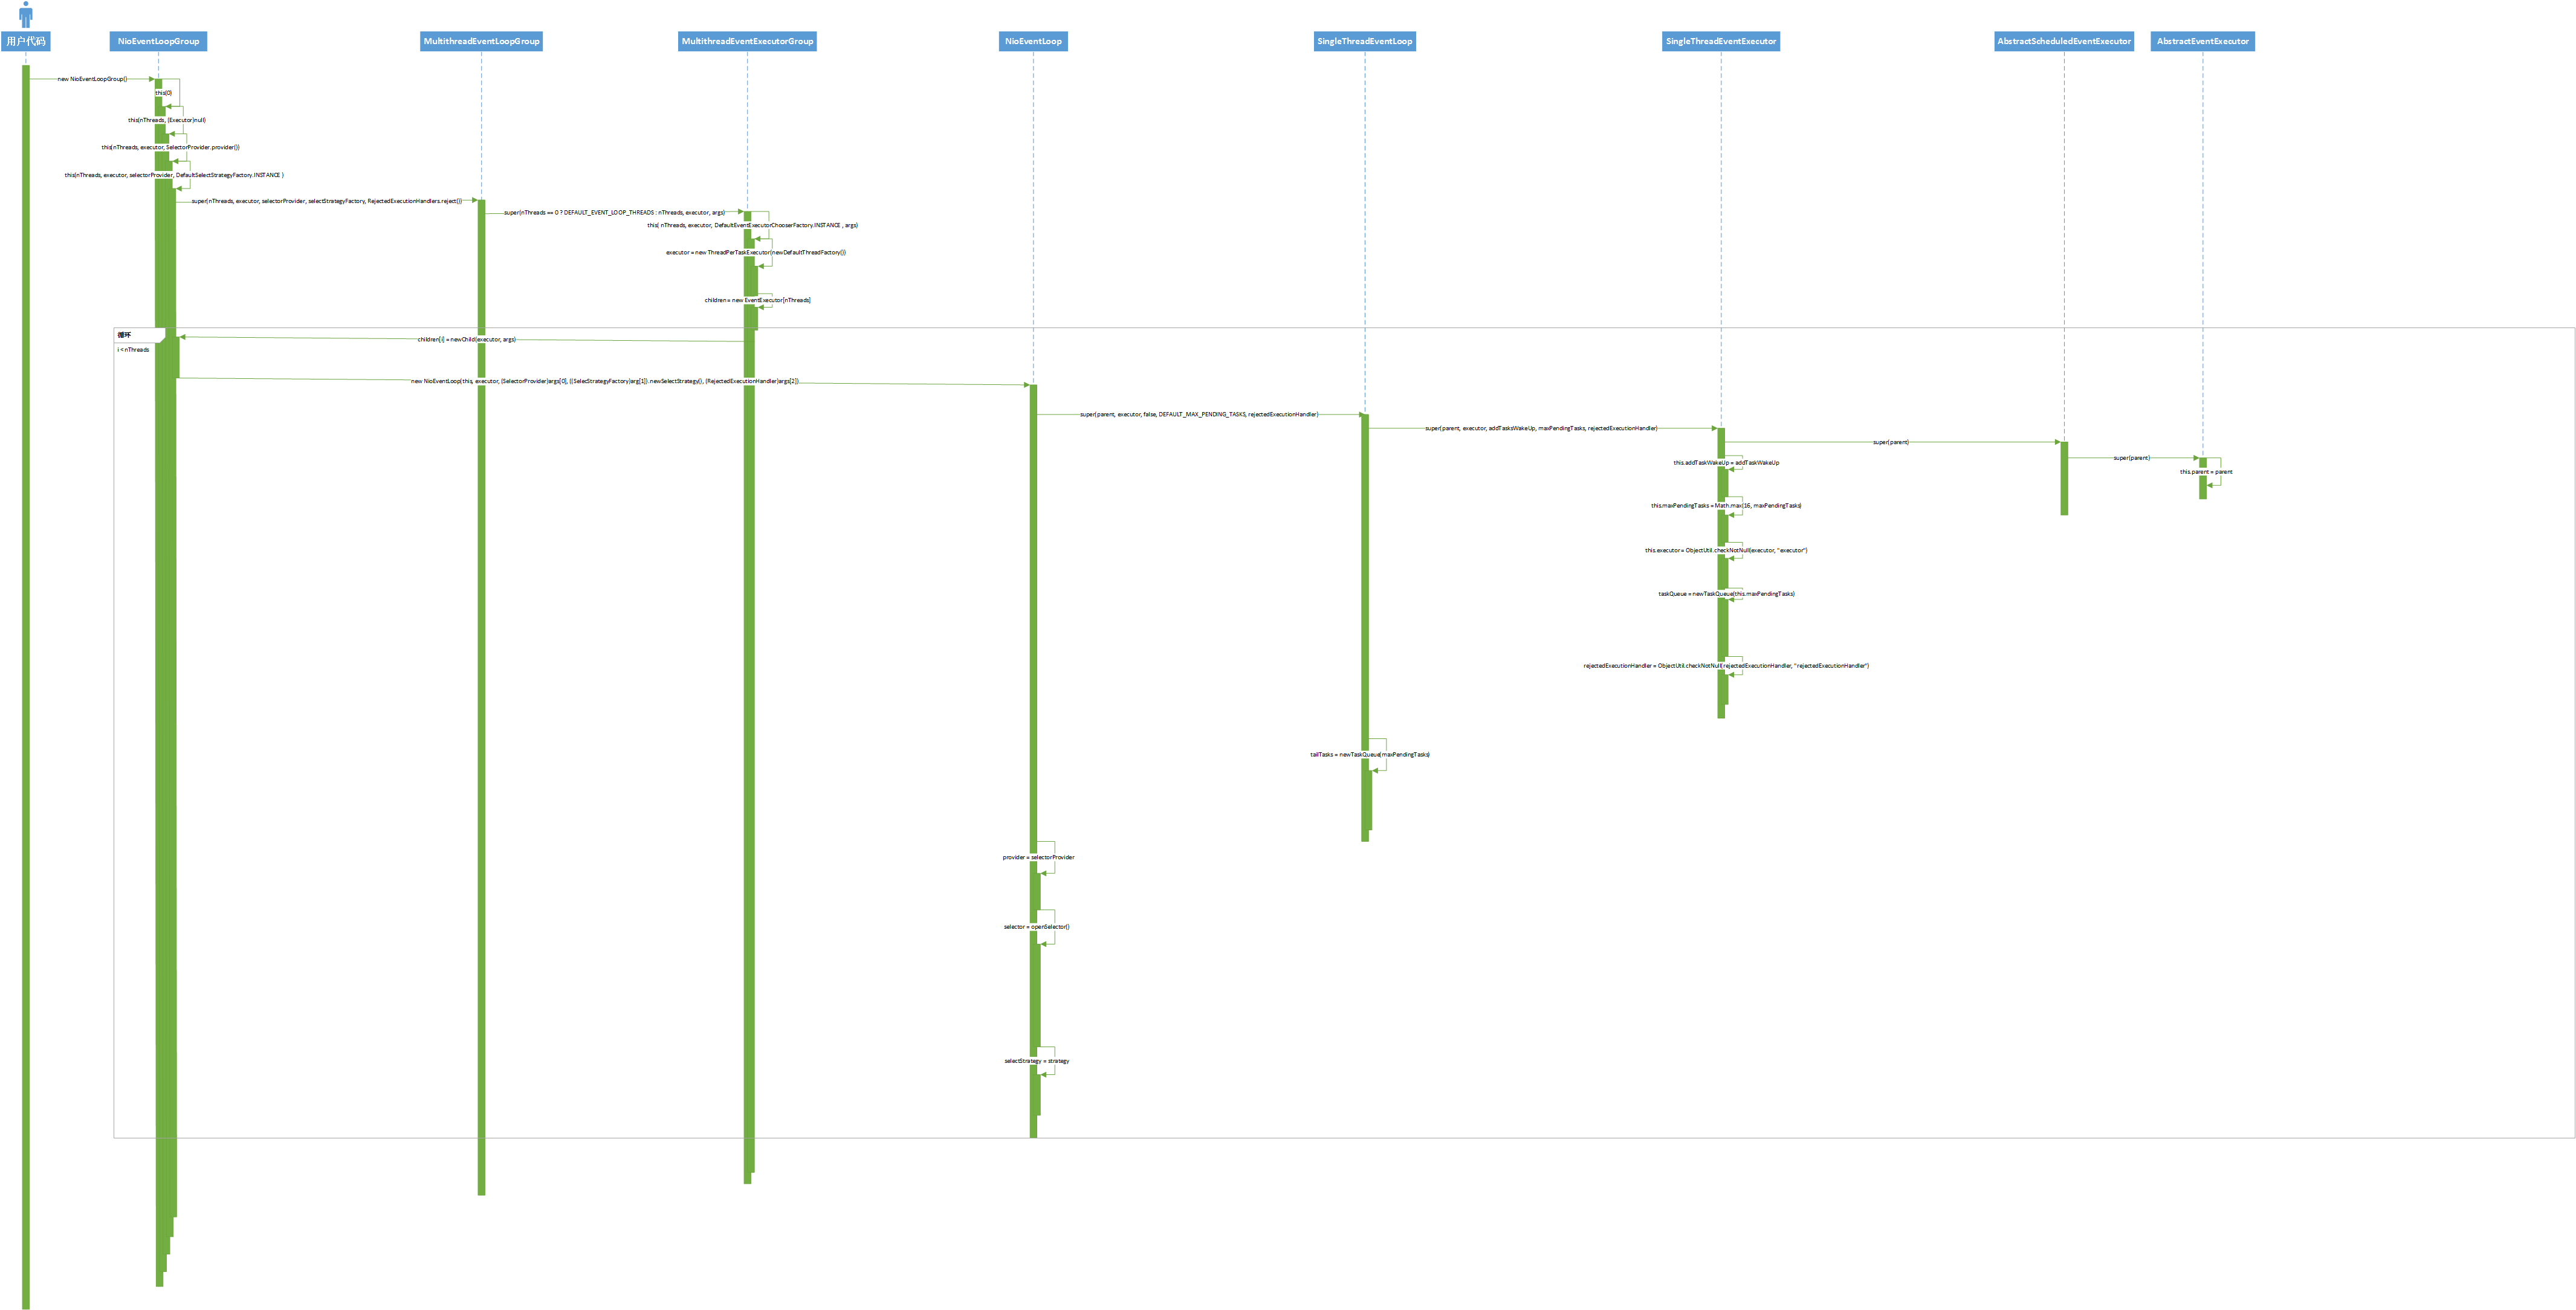 用户代码
NioEventLoopGroup
MultithreadEventLoopGroup
MultithreadEventExecutorGroup
NioEventLoop
SingleThreadEventLoop
SingleThreadEventExecutor
AbstractScheduledEventExecutor
AbstractEventExecutor
new NioEventLoopGroup()
this(0)
this(nThreads, (Executor)null)
this(nThreads, executor, SelectorProvider.provider())
this(nThreads, executor, selectorProvider, DefaultSelectStrategyFactory.INSTANCE )
super(nThreads, executor, selectorProvider, selectStrategyFactory, RejectedExecutionHandlers.reject())
super(nThreads == 0 ? DEFAULT_EVENT_LOOP_THREADS : nThreads, executor, args)
this( nThreads, executor, DefaultEventExecutorChooserFactory.INSTANCE , args)
executor = new ThreadPerTaskExecutor(newDefaultThreadFactory())
children = new EventExecutor[nThreads]
循环
i < nThreads
children[i] = newChild(executor, args)
new NioEventLoop(this, executor, (SelectorProvider)args[0], ((SelecStrategyFactory)arg[1]).newSelectStrategy(), (RejectedExecutionHandler)args[2])
super(parent, executor, false, DEFAULT_MAX_PENDING_TASKS, rejectedExecutionHandler)
super(parent, executor, addTasksWakeUp, maxPendingTasks, rejectedExecutionHandler)
super(parent)
super(parent)
this.parent = parent
this.addTaskWakeUp = addTaskWakeUp
this.maxPendingTasks = Math.max(16, maxPendingTasks)
this.executor = ObjectUtil.checkNotNull(executor, "executor")
taskQueue = newTaskQueue(this.maxPendingTasks)
rejectedExecutionHandler = ObjectUtil.checkNotNull(rejectedExecutionHandler, "rejectedExecutionHandler")
tailTasks = newTaskQueue(maxPendingTasks)
provider = selectorProvider
selector = openSelector()
selectStrategy = strategy